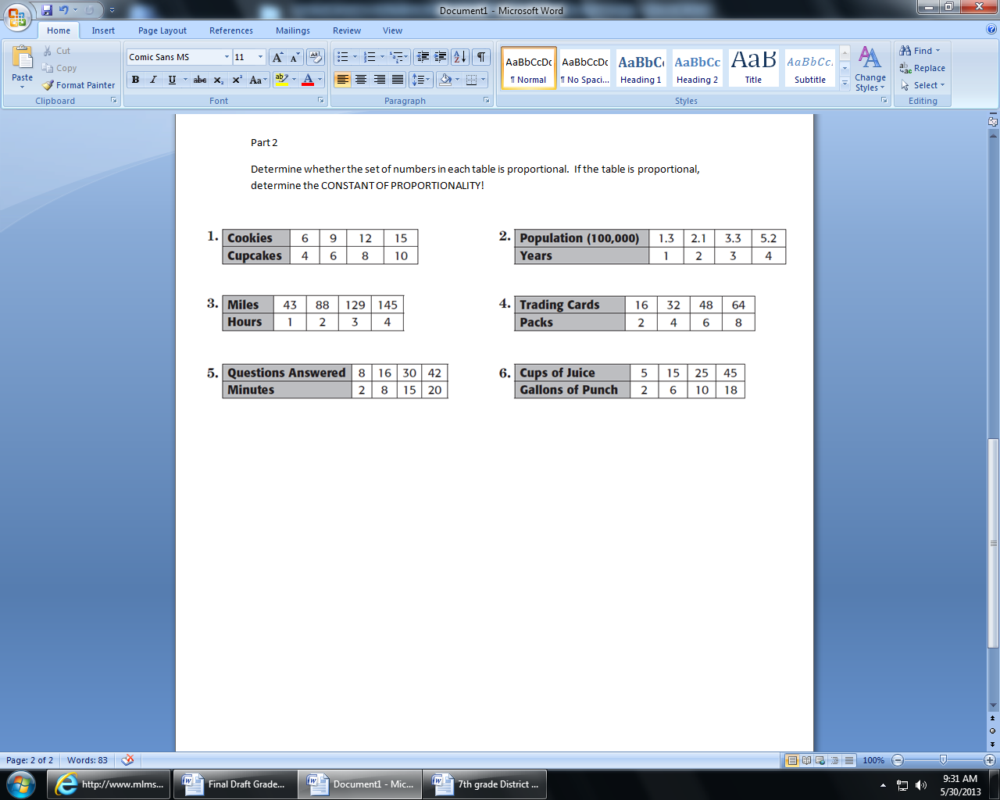 Document1 - Microsoft Word
Home Insert Page Layout References Mailings Review View
Paste
Cut
Copy
Format Painter
Clipboard
Comic Sans MS 11
B I U abc x₂ x² Aa ab A
Font
Paragraph
AaBbCcDc AaBbCcDc AaBbC AaBbCc AaB AaBbCc.
¶ Normal ¶ No Spaci... Heading 1 Heading 2 Title Subtitle
Change Styles
Styles
Find
Replace
Select
Editing
Part 2
Determine whether the set of numbers in each table is proportional. If the table is proportional,
determine the CONSTANT OF PROPORTIONALITY!
1. Cookies 6 9 12 15
Cupcakes 4 6 8 10
2. Population (100,000) 1.3 2.1 3.3 5.2
Years 1 2 3 4
3. Miles 43 88 129 145
Hours 1 2 3 4
4. Trading Cards 16 32 48 64
Packs 2 4 6 8
5. Questions Answered 8 16 30 42
Minutes 2 8 15 20
6. Cups of Juice 5 15 25 45
Gallons of Punch 2 6 10 18
Page: 2 of 2 Words: 83 100%
http://www.mlms... Final Draft Grade... Document1 - Mic... 7th grade District ...
9:31 AM
5/30/2013